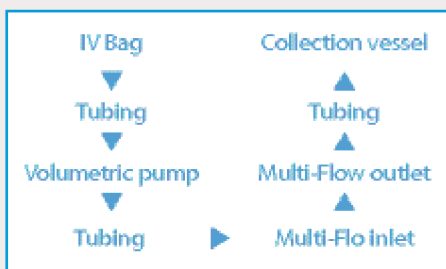 IV Bag
Tubing
Volumetric pump
Tubing
Multi-Flo inlet
Multi-Flow outlet
Tubing
Collection vessel